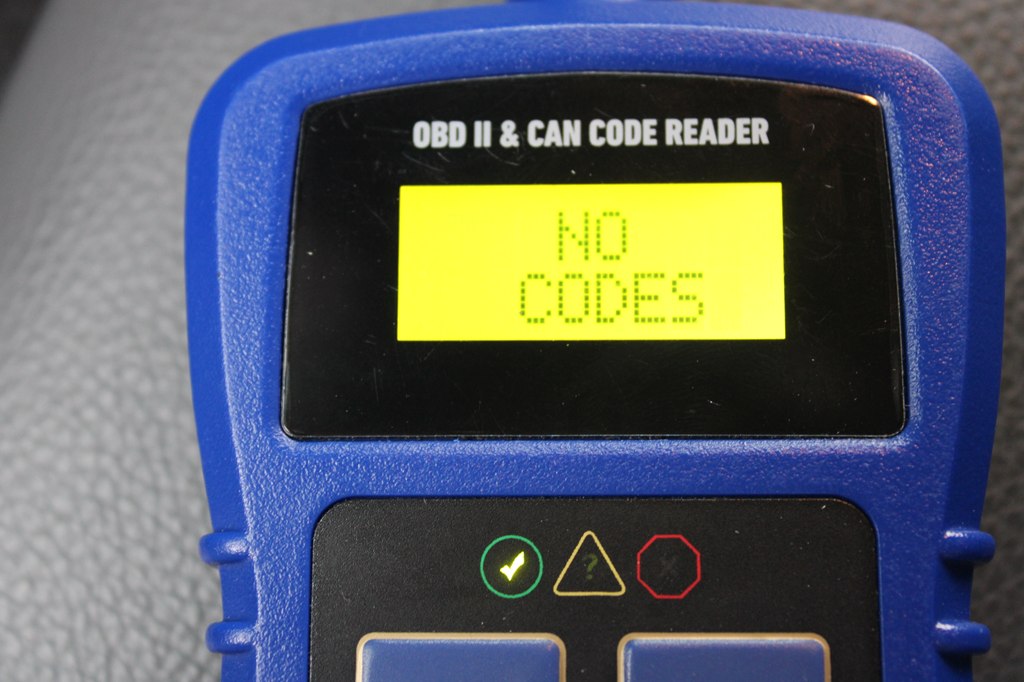 OBD II & CAN CODE READER
NO
CODES
?